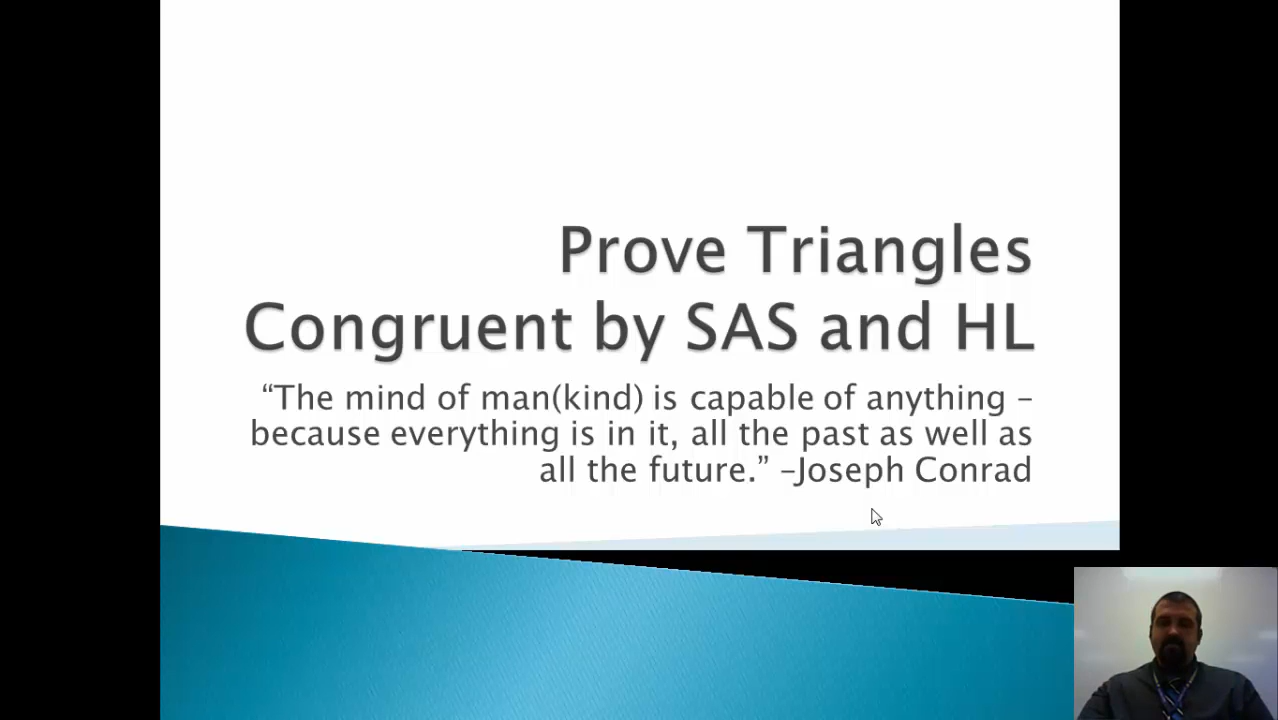 Prove Triangles
Congruent by SAS and HL
“The mind of man(kind) is capable of anything –
because everything is in it, all the past as well as
all the future.” –Joseph Conrad